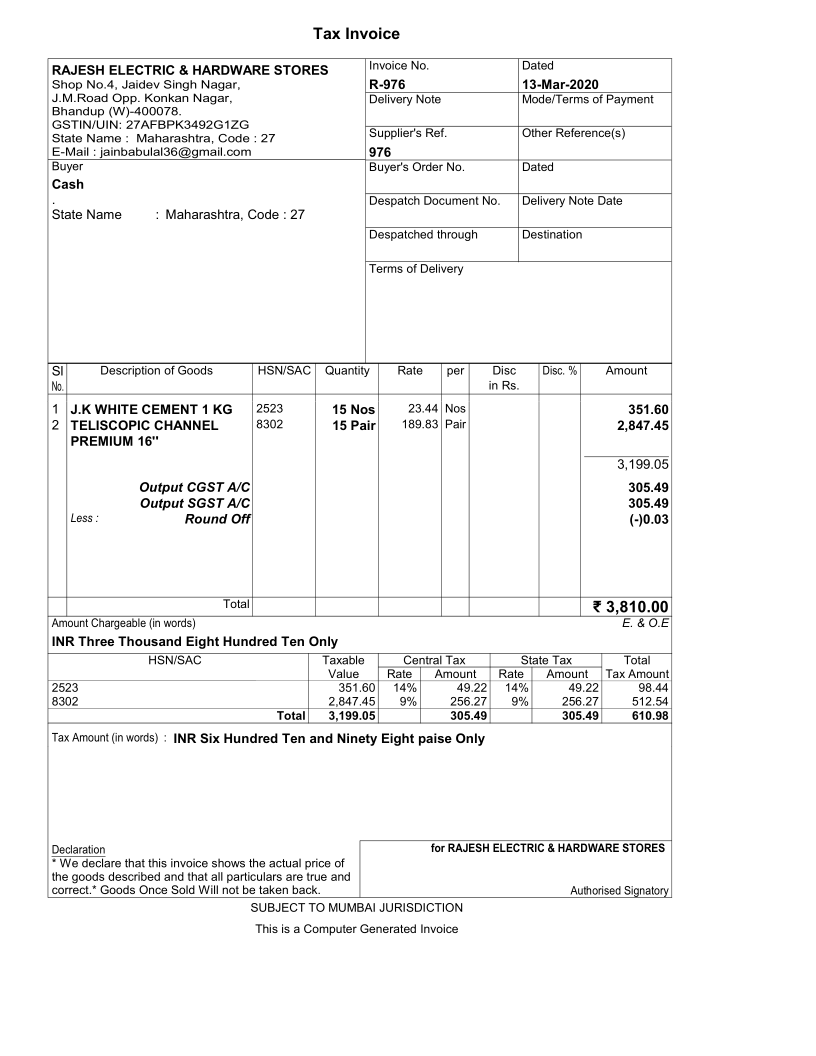 Tax Invoice
RAJESH ELECTRIC & HARDWARE STORES
Shop No.4, Jaidev Singh Nagar,
J.M.Road Opp. Konkan Nagar,
Bhandup (W)-400078.
GSTIN/UIN: 27AFBPK3492G1ZG
State Name : Maharashtra, Code : 27
E-Mail : jainbabulal36@gmail.com
Invoice No. Dated
R-976 13-Mar-2020
Delivery Note Mode/Terms of Payment
Supplier's Ref. Other Reference(s)
976
Buyer
Cash
.
State Name : Maharashtra, Code : 27
Buyer's Order No. Dated
Despatch Document No. Delivery Note Date
Despatched through Destination
Terms of Delivery
Sl No. Description of Goods HSN/SAC Quantity Rate per Disc in Rs. Disc. % Amount
1 J.K WHITE CEMENT 1 KG 2523 15 Nos 23.44 Nos 351.60
2 TELISCOPIC CHANNEL 8302 15 Pair 189.83 Pair 2,847.45
PREMIUM 16"
3,199.05
Output CGST A/C 305.49
Output SGST A/C 305.49
Less : Round Off (-)0.03
Total ₹ 3,810.00
Amount Chargeable (in words) E. & O.E
INR Three Thousand Eight Hundred Ten Only
HSN/SAC Taxable Central Tax State Tax Total
Value Rate Amount Rate Amount Tax Amount
2523 351.60 14% 49.22 14% 49.22 98.44
8302 2,847.45 9% 256.27 9% 256.27 512.54
Total 3,199.05 305.49 305.49 610.98
Tax Amount (in words) : INR Six Hundred Ten and Ninety Eight paise Only
Declaration
* We declare that this invoice shows the actual price of
the goods described and that all particulars are true and
correct.* Goods Once Sold Will not be taken back.
for RAJESH ELECTRIC & HARDWARE STORES
Authorised Signatory
SUBJECT TO MUMBAI JURISDICTION
This is a Computer Generated Invoice